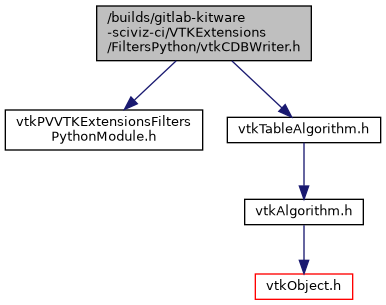 /builds/gitlab-kitware
-sciviz-ci/VTKExtensions
/FiltersPython/vtkCDBWriter.h
vtkPVVTKExtensionsFilters
PythonModule.h
vtkTableAlgorithm.h
vtkAlgorithm.h
vtkObject.h